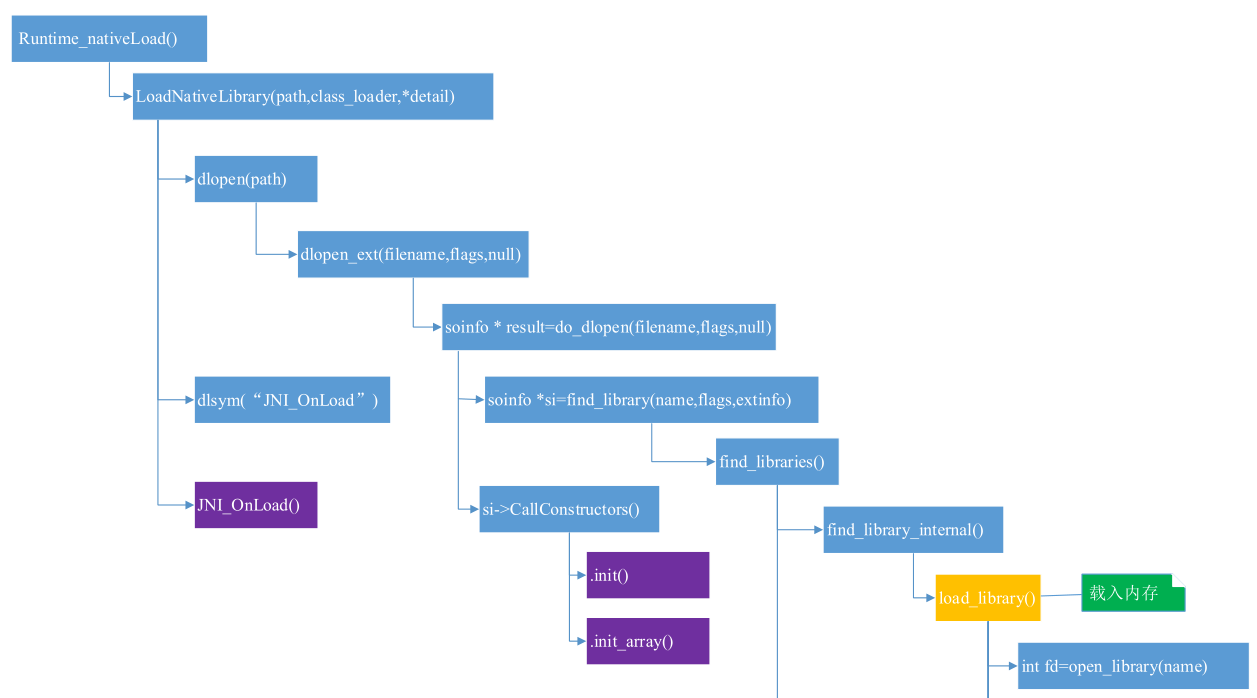 Runtime_nativeLoad()
LoadNativeLibrary(path,class_loader,*detail)
dlopen(path)
dlopen_ext(filename,flags,null)
soinfo * result=do_dlopen(filename,flags,null)
dlsym(“JNI_OnLoad”)
soinfo *si=find_library(name,flags,extinfo)
find_libraries()
JNI_OnLoad()
si->CallConstructors()
find_library_internal()
.init()
load_library()
载入内存
.init_array()
int fd=open_library(name)